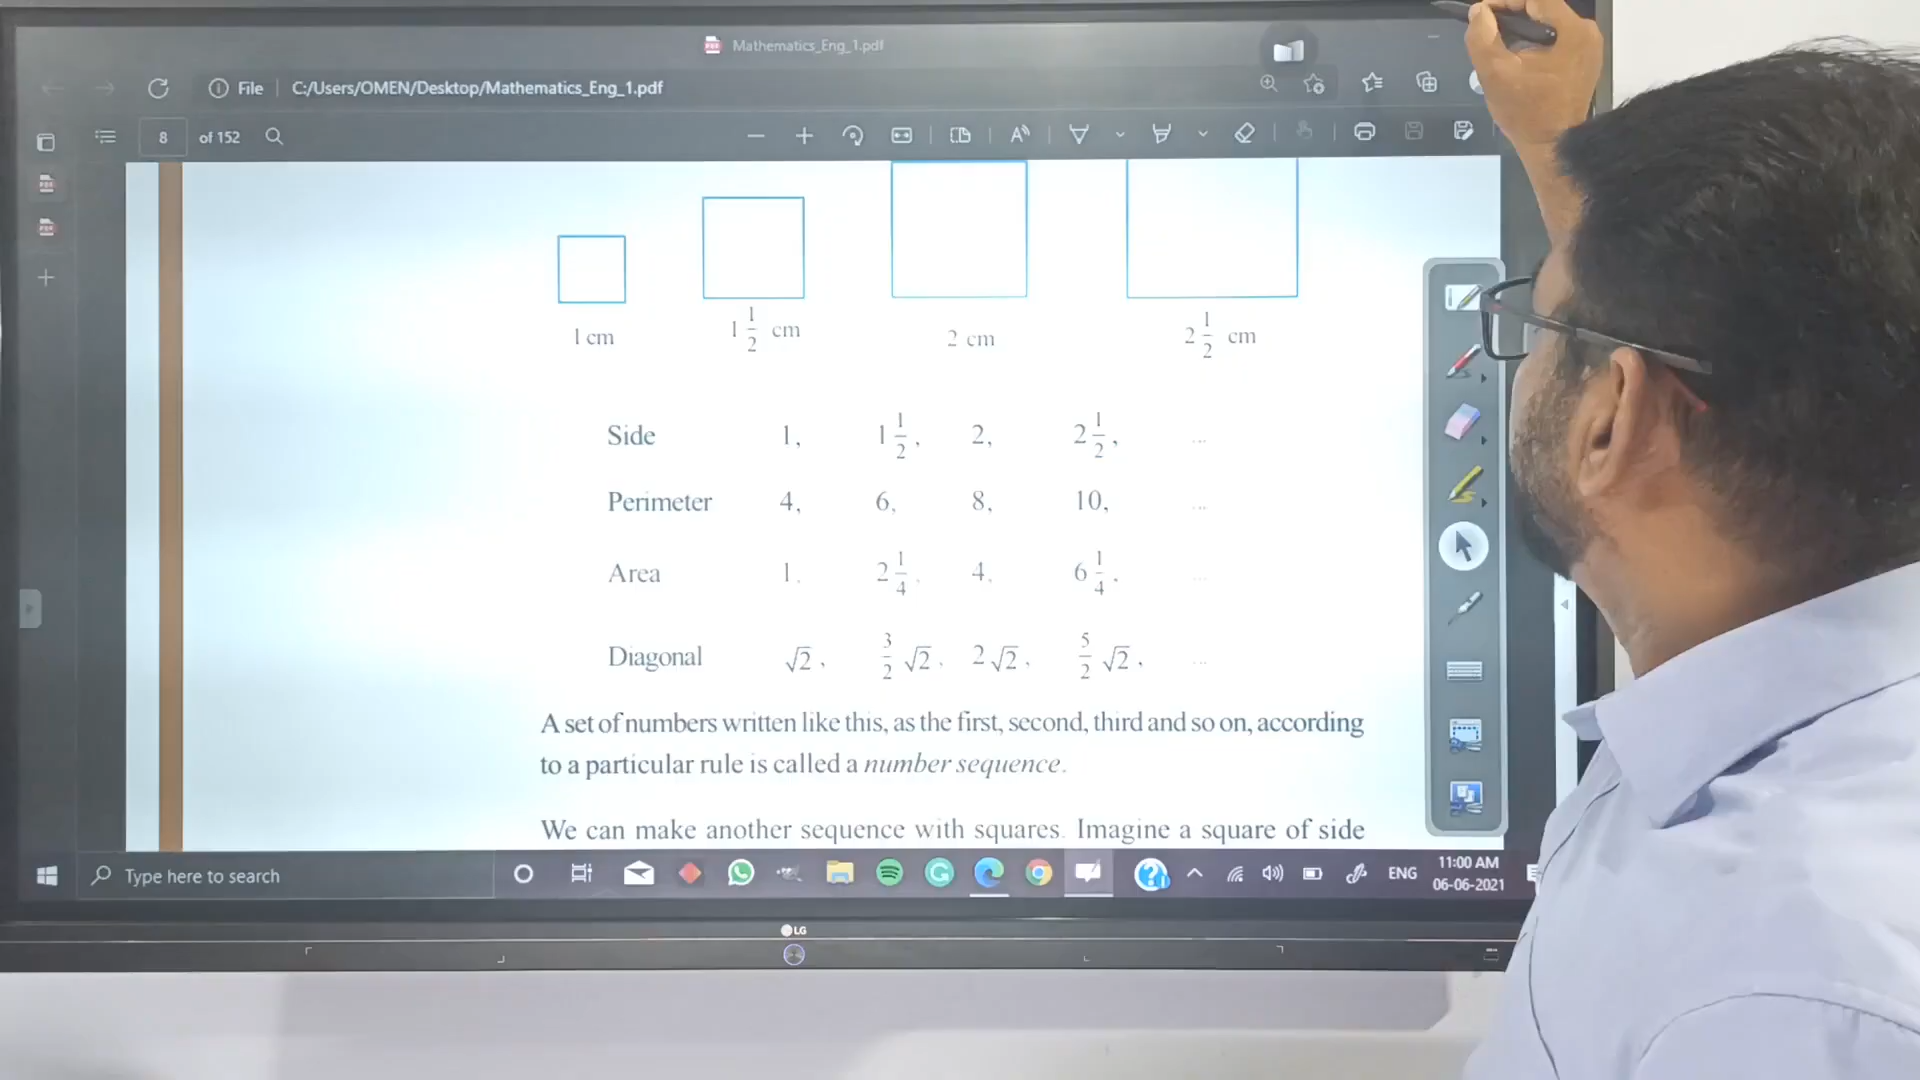 Mathematics_Eng_1.pdf
File C:/Users/OMEN/Desktop/Mathematics_Eng_1.pdf
8 of 152
1 cm
1 1/2 cm
2 cm
2 1/2 cm
Side 1, 1 1/2, 2, 2 1/2, ...
Perimeter 4, 6, 8, 10, ...
Area 1, 2 1/4, 4, 6 1/4, ...
Diagonal √2, 3/2 √2, 2√2, 5/2 √2, ...
A set of numbers written like this, as the first, second, third and so on, according
to a particular rule is called a number sequence.
We can make another sequence with squares. Imagine a square of side
Type here to search
ENG
11:00 AM
06-06-2021
LG